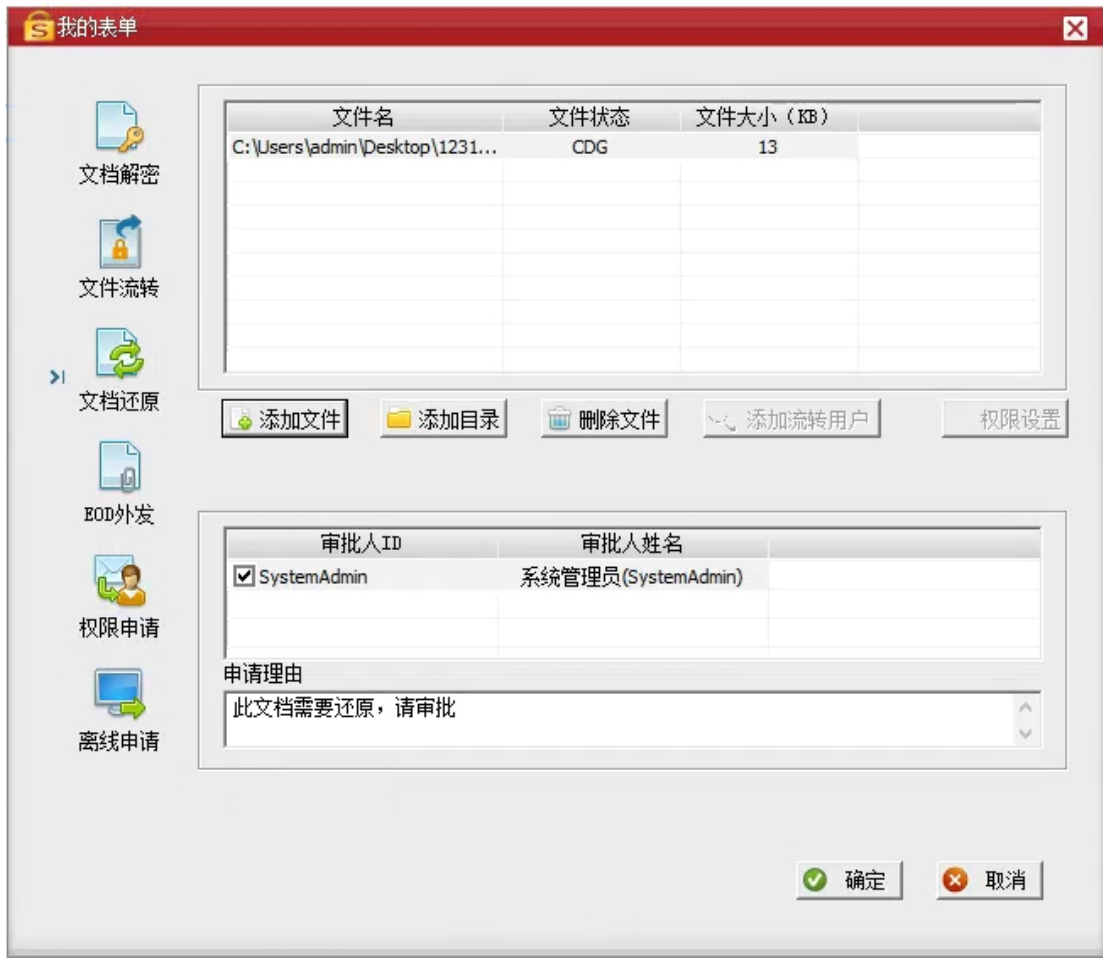 我的表单
文档解密
文件流转
文档还原
EOD外发
权限申请
离线申请
文件名 文件状态 文件大小（KB）
C:\Users\admin\Desktop\1231... CDG 13
添加文件 添加目录 删除文件 添加流转用户 权限设置
审批人ID 审批人姓名
SystemAdmin 系统管理员(SystemAdmin)
申请理由
此文档需要还原，请审批
确定 取消